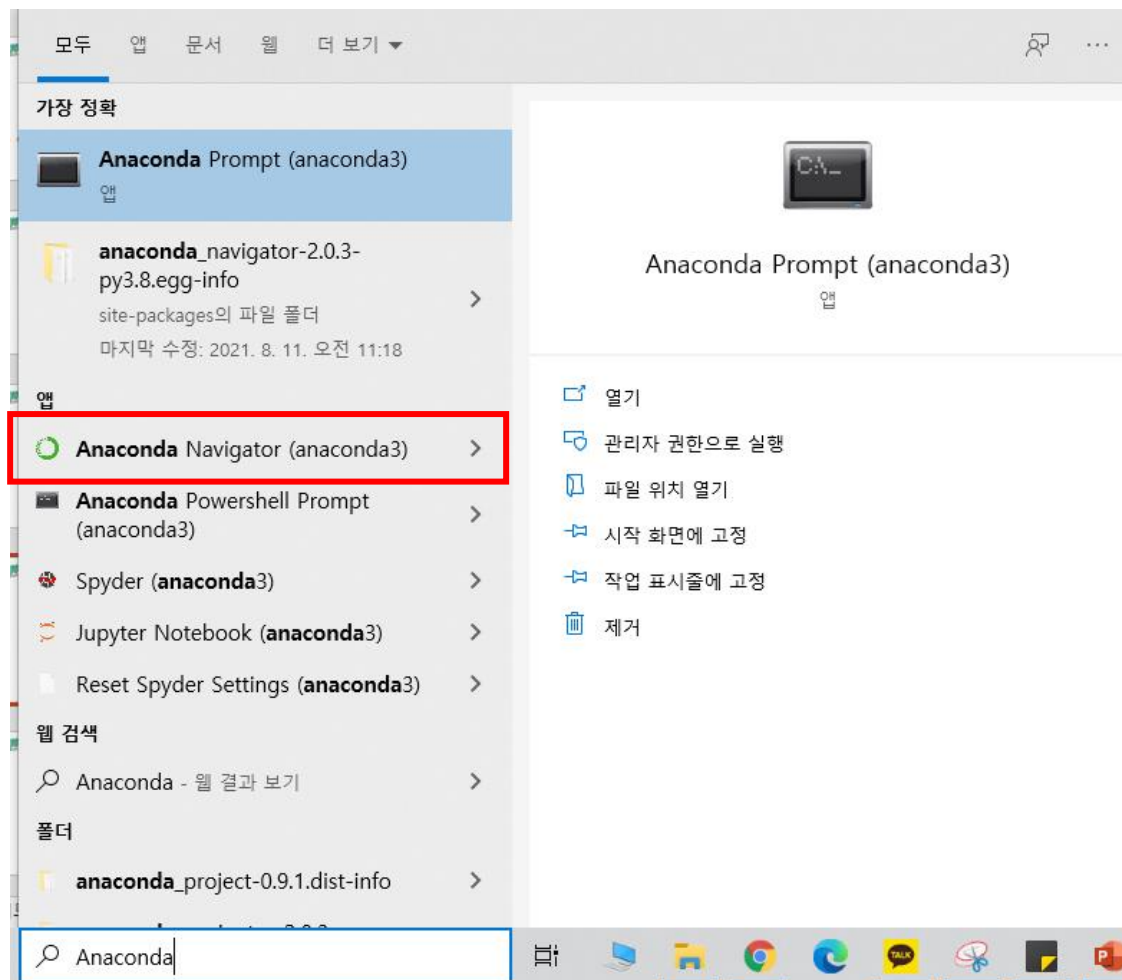 모두 앱 문서 웹 더 보기
가장 정확
Anaconda Prompt (anaconda3)
앱
anaconda_navigator-2.0.3-
py3.8.egg-info
site-packages의 파일 폴더
마지막 수정: 2021. 8. 11. 오전 11:18
앱
Anaconda Navigator (anaconda3)
Anaconda Powershell Prompt
(anaconda3)
Spyder (anaconda3)
Jupyter Notebook (anaconda3)
Reset Spyder Settings (anaconda3)
웹 검색
Anaconda - 웹 결과 보기
폴더
anaconda_project-0.9.1.dist-info
Anaconda
C:\_
Anaconda Prompt (anaconda3)
앱
열기
관리자 권한으로 실행
파일 위치 열기
시작 화면에 고정
작업 표시줄에 고정
제거
TALK